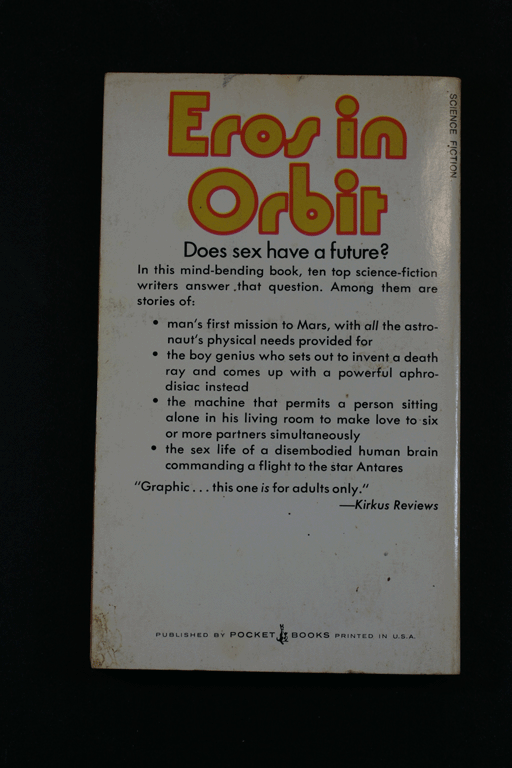 Eros in
Orbit
Does sex have a future?
In this mind-bending book, ten top science-fiction
writers answer that question. Among them are
stories of:
• man's first mission to Mars, with all the astro-
naut's physical needs provided for
• the boy genius who sets out to invent a death
ray and comes up with a powerful aphro-
disiac instead
• the machine that permits a person sitting
alone in his living room to make love to six
or more partners simultaneously
• the sex life of a disembodied human brain
commanding a flight to the star Antares
"Graphic... this one is for adults only."
—Kirkus Reviews
PUBLISHED BY POCKET BOOKS PRINTED IN U.S.A.
SCIENCE FICTION